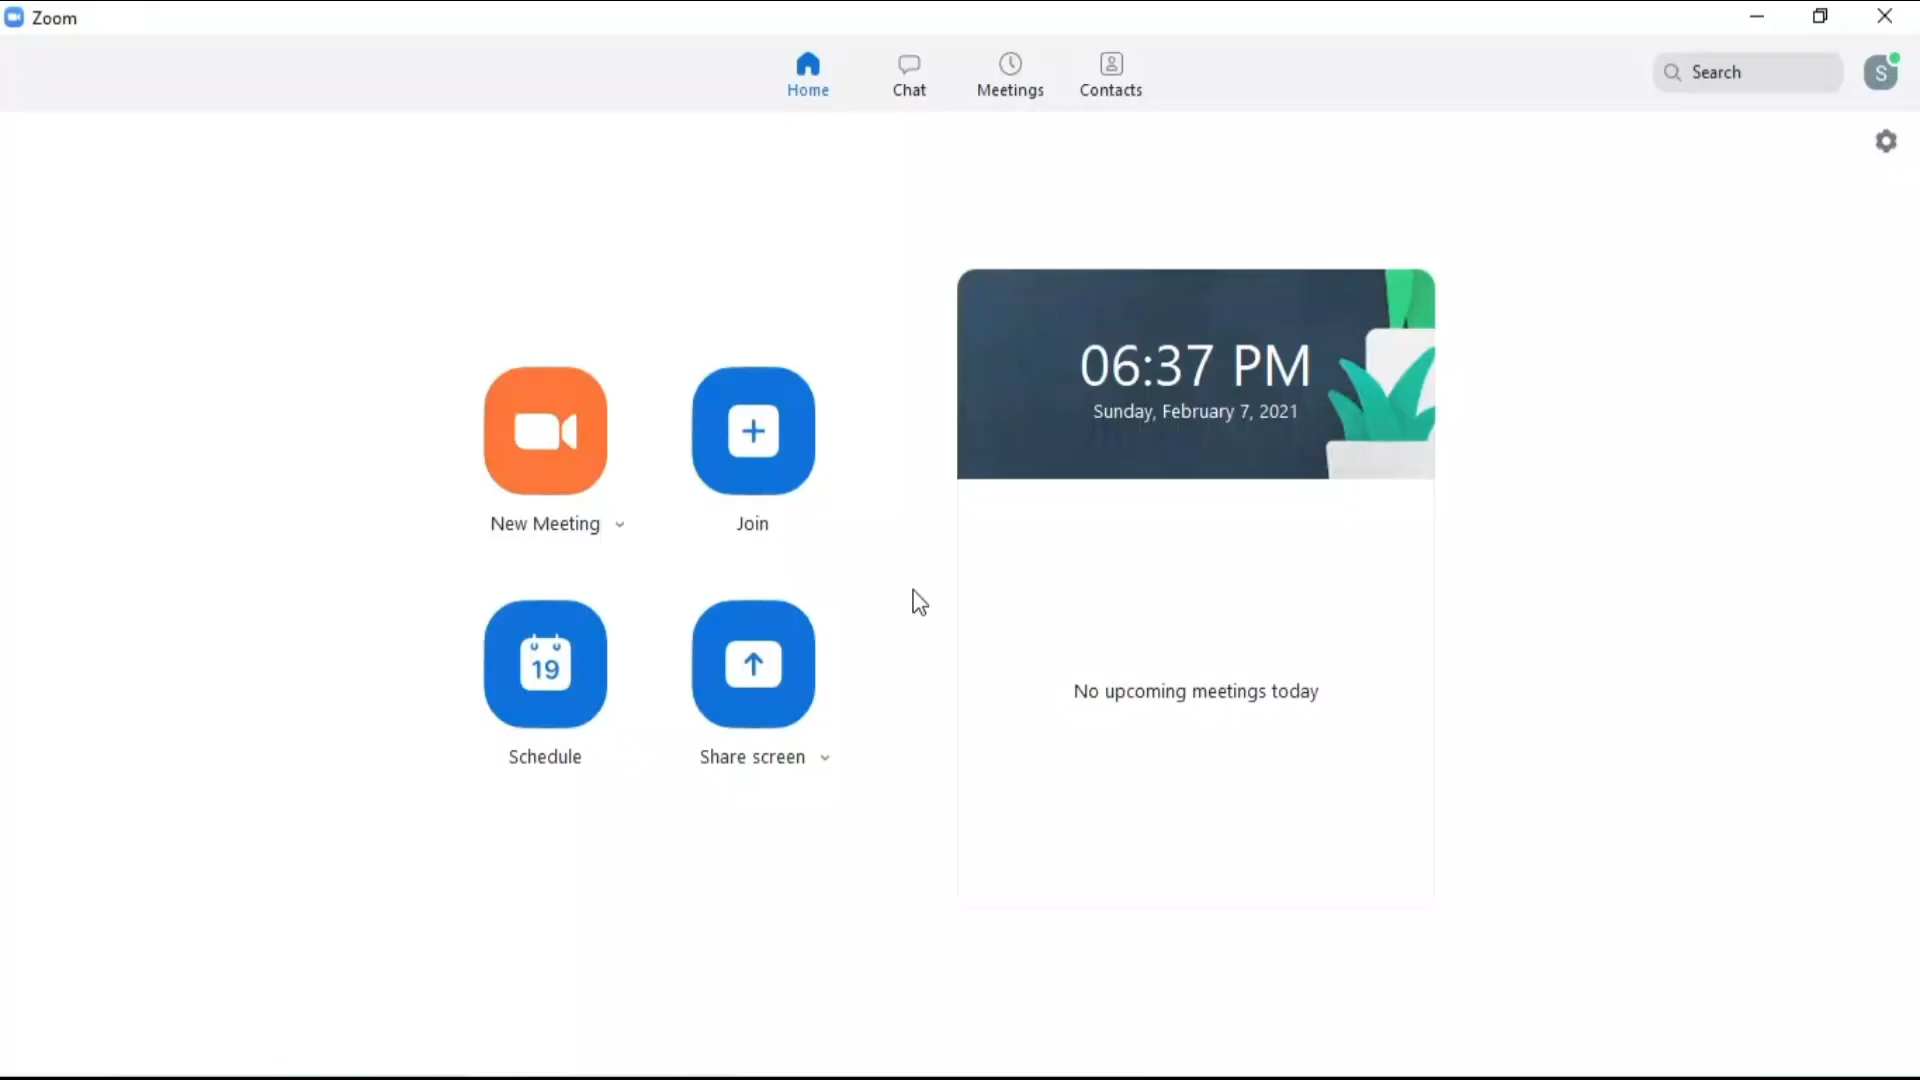 Zoom
Home
Chat
Meetings
Contacts
Search
S
06:37 PM
Sunday, February 7, 2021
New Meeting
Join
19
Schedule
Share screen
No upcoming meetings today